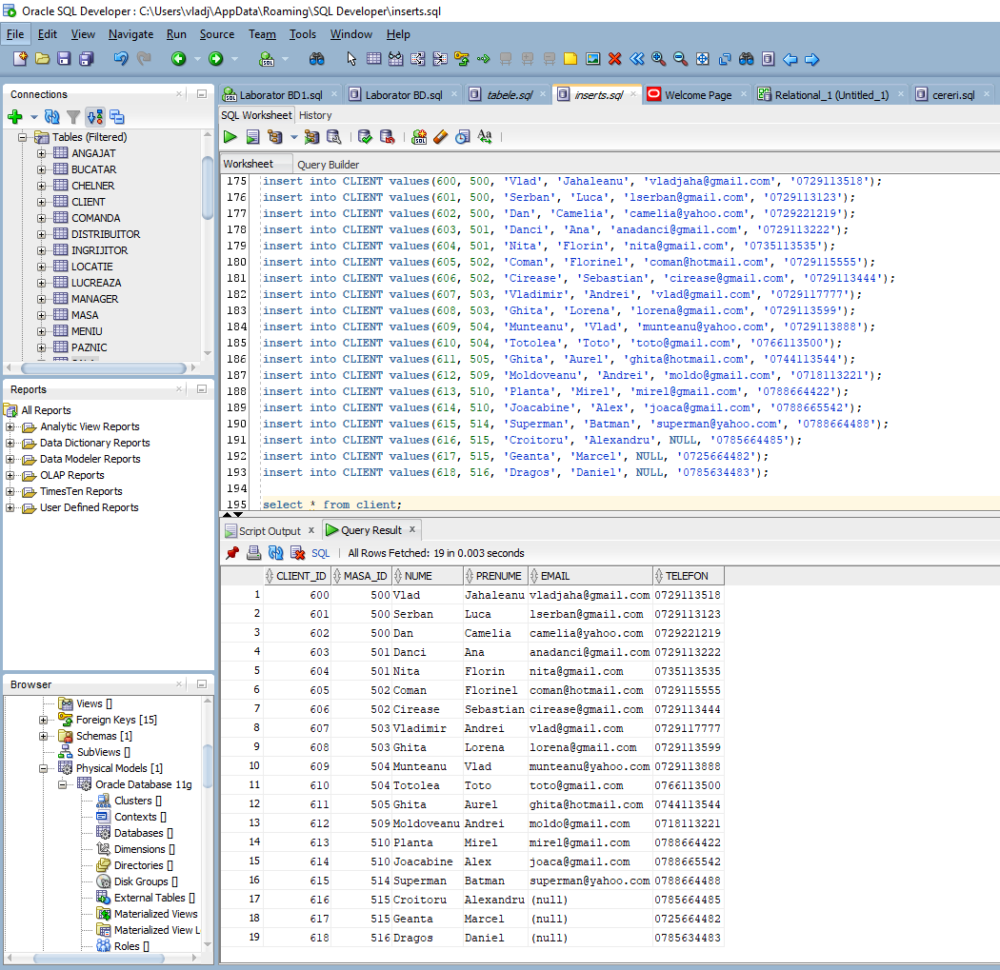 Oracle SQL Developer : C:\Users\vladj\AppData\Roaming\SQL Developer\inserts.sql
File Edit View Navigate Run Source Team Tools Window Help
Connections
Tables (Filtered)
ANGAJAT
BUCATAR
CHELNER
CLIENT
COMANDA
DISTRIBUITOR
INGRIJITOR
LOCATIE
LUCREAZA
MANAGER
MASA
MENIU
PAZNIC
Reports
All Reports
Analytic View Reports
Data Dictionary Reports
Data Modeler Reports
OLAP Reports
TimesTen Reports
User Defined Reports
Browser
Views []
Foreign Keys [15]
Schemas [1]
SubViews []
Physical Models [1]
Oracle Database 11g
Clusters []
Contexts []
Databases []
Dimensions []
Directories []
Disk Groups []
External Tables []
Materialized Views
Materialized View L
Roles []
Laborator BD1.sql Laborator BD.sql tabele.sql inserts.sql Welcome Page Relational_1 (Untitled_1) cereri.sql
SQL Worksheet History
Worksheet Query Builder
175 insert into CLIENT values(600, 500, 'Vlad', 'Jahaleanu', 'vladjaha@gmail.com', '0729113518');
176 insert into CLIENT values(601, 500, 'Serban', 'Luca', 'lserban@gmail.com', '0729113123');
177 insert into CLIENT values(602, 500, 'Dan', 'Camelia', 'camelia@yahoo.com', '0729221219');
178 insert into CLIENT values(603, 501, 'Danci', 'Ana', 'anadanci@gmail.com', '0729113222');
179 insert into CLIENT values(604, 501, 'Nita', 'Florin', 'nita@gmail.com', '0735113535');
180 insert into CLIENT values(605, 502, 'Coman', 'Florinel', 'coman@hotmail.com', '0729115555');
181 insert into CLIENT values(606, 502, 'Cirease', 'Sebastian', 'cirease@gmail.com', '0729113444');
182 insert into CLIENT values(607, 503, 'Vladimir', 'Andrei', 'vlad@gmail.com', '0729117777');
183 insert into CLIENT values(608, 503, 'Ghita', 'Lorena', 'lorena@gmail.com', '0729113599');
184 insert into CLIENT values(609, 504, 'Munteanu', 'Vlad', 'munteanu@yahoo.com', '0729113888');
185 insert into CLIENT values(610, 504, 'Totolea', 'Toto', 'toto@gmail.com', '0766113500');
186 insert into CLIENT values(611, 505, 'Ghita', 'Aurel', 'ghita@hotmail.com', '0744113544');
187 insert into CLIENT values(612, 509, 'Moldoveanu', 'Andrei', 'moldo@gmail.com', '0718113221');
188 insert into CLIENT values(613, 510, 'Planta', 'Mirel', 'mirel@gmail.com', '0788664422');
189 insert into CLIENT values(614, 510, 'Joacabine', 'Alex', 'joaca@gmail.com', '0788665542');
190 insert into CLIENT values(615, 514, 'Superman', 'Batman', 'superman@yahoo.com', '0788664488');
191 insert into CLIENT values(616, 515, 'Croitoru', 'Alexandru', NULL, '0785664485');
192 insert into CLIENT values(617, 515, 'Geanta', 'Marcel', NULL, '0725664482');
193 insert into CLIENT values(618, 516, 'Dragos', 'Daniel', NULL, '0785634483');
194
195 select * from client;
Script Output Query Result
SQL All Rows Fetched: 19 in 0.003 seconds
CLIENT_ID MASA_ID NUME PRENUME EMAIL TELEFON
1 600 500 Vlad Jahaleanu vladjaha@gmail.com 0729113518
2 601 500 Serban Luca lserban@gmail.com 0729113123
3 602 500 Dan Camelia camelia@yahoo.com 0729221219
4 603 501 Danci Ana anadanci@gmail.com 0729113222
5 604 501 Nita Florin nita@gmail.com 0735113535
6 605 502 Coman Florinel coman@hotmail.com 0729115555
7 606 502 Cirease Sebastian cirease@gmail.com 0729113444
8 607 503 Vladimir Andrei vlad@gmail.com 0729117777
9 608 503 Ghita Lorena lorena@gmail.com 0729113599
10 609 504 Munteanu Vlad munteanu@yahoo.com 0729113888
11 610 504 Totolea Toto toto@gmail.com 0766113500
12 611 505 Ghita Aurel ghita@hotmail.com 0744113544
13 612 509 Moldoveanu Andrei moldo@gmail.com 0718113221
14 613 510 Planta Mirel mirel@gmail.com 0788664422
15 614 510 Joacabine Alex joaca@gmail.com 0788665542
16 615 514 Superman Batman superman@yahoo.com 0788664488
17 616 515 Croitoru Alexandru (null) 0785664485
18 617 515 Geanta Marcel (null) 0725664482
19 618 516 Dragos Daniel (null) 0785634483